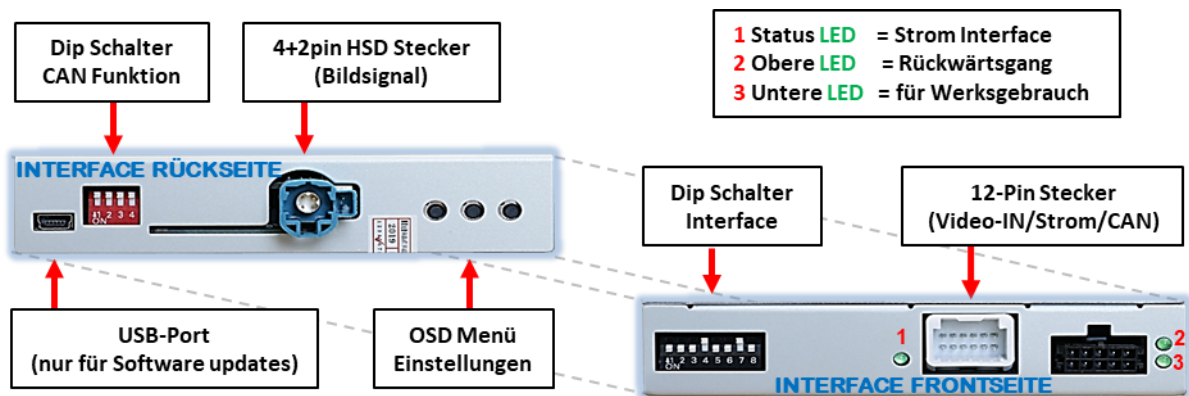 Dip Schalter
CAN Funktion
4+2pin HSD Stecker
(Bildsignal)
1 Status LED = Strom Interface
2 Obere LED = Rückwärtsgang
3 Untere LED = für Werksgebrauch
INTERFACE RÜCKSEITE
1 2 3 4
ON
2019
Dip Schalter
Interface
12-Pin Stecker
(Video-IN/Strom/CAN)
USB-Port
(nur für Software updates)
OSD Menü
Einstellungen
1 2 3 4 5 6 7 8
ON
1
2
3
INTERFACE FRONTSEITE